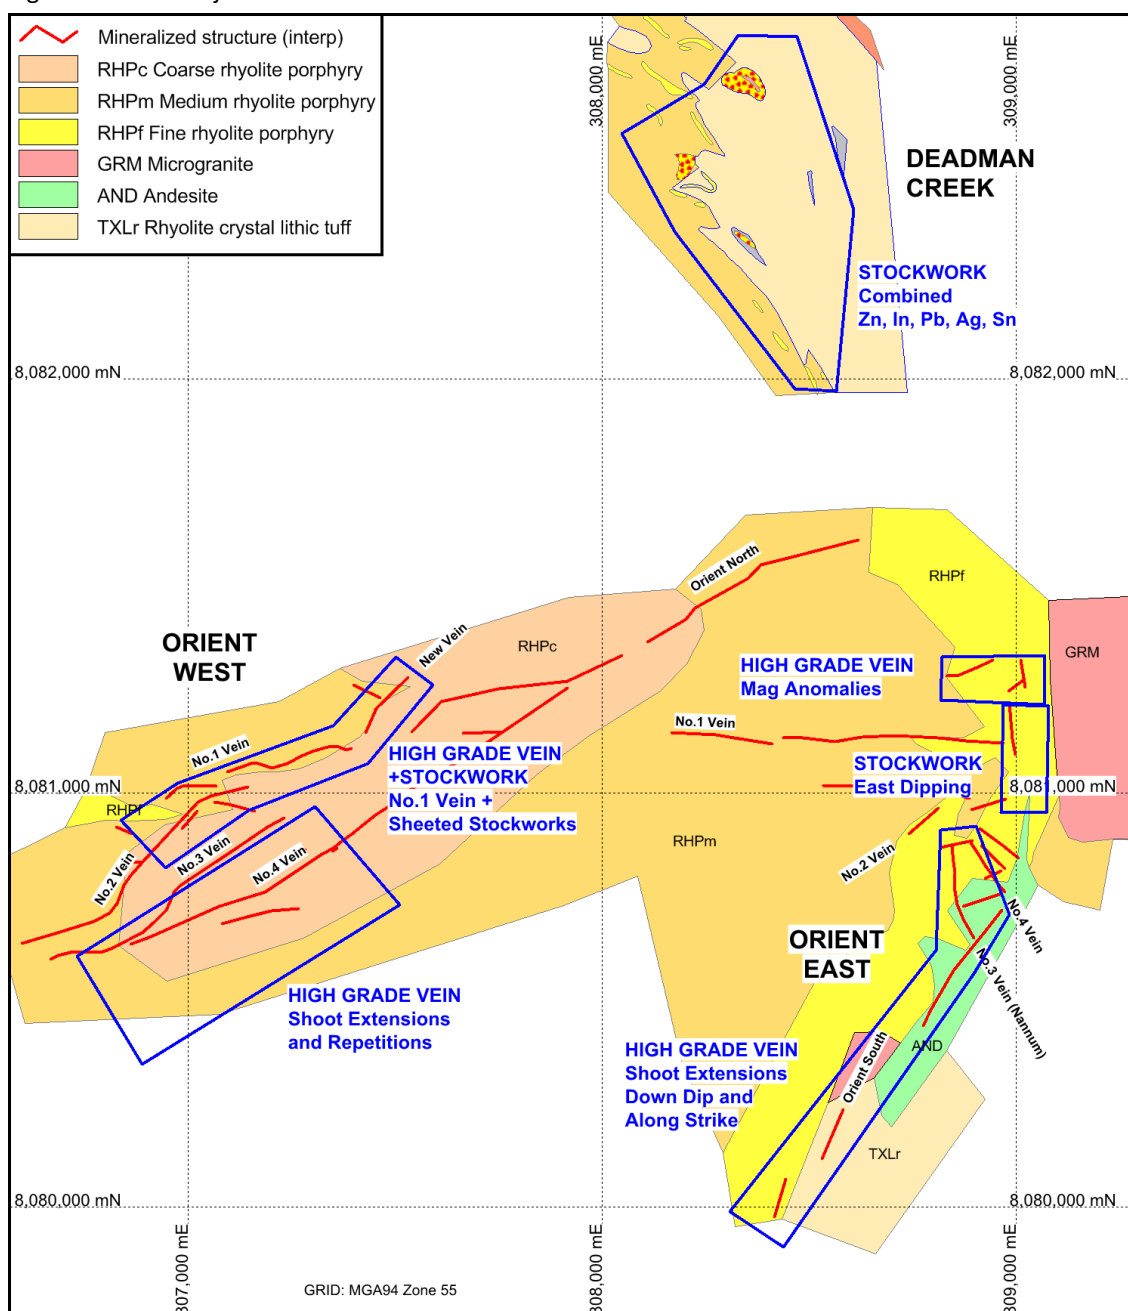 Mineralized structure (interp)
RHPc Coarse rhyolite porphyry
RHPm Medium rhyolite porphyry
RHPf Fine rhyolite porphyry
GRM Microgranite
AND Andesite
TXLr Rhyolite crystal lithic tuff
308,000 mE
309,000 mE
DEADMAN
CREEK
STOCKWORK
Combined
Zn, In, Pb, Ag, Sn
8,082,000 mN
8,082,000 mN
Orient North
RHPf
ORIENT
WEST
New Vein
RHPc
GRM
HIGH GRADE VEIN
Mag Anomalies
No.1 Vein
No.1 Vein
HIGH GRADE VEIN
+STOCKWORK
No.1 Vein +
Sheeted Stockworks
STOCKWORK
East Dipping
8,081,000 mN
8,081,000 mN
RHPf
RHPm
No.2 Vein
No.3 Vein
No.4 Vein
No.2 Vein
No.4 Vein
ORIENT
EAST
No.3 Vein (Nannum)
HIGH GRADE VEIN
Shoot Extensions
and Repetitions
HIGH GRADE VEIN
Shoot Extensions
Down Dip and
Along Strike
AND
Orient South
TXLr
8,080,000 mN
8,080,000 mN
307,000 mE
308,000 mE
309,000 mE
GRID: MGA94 Zone 55